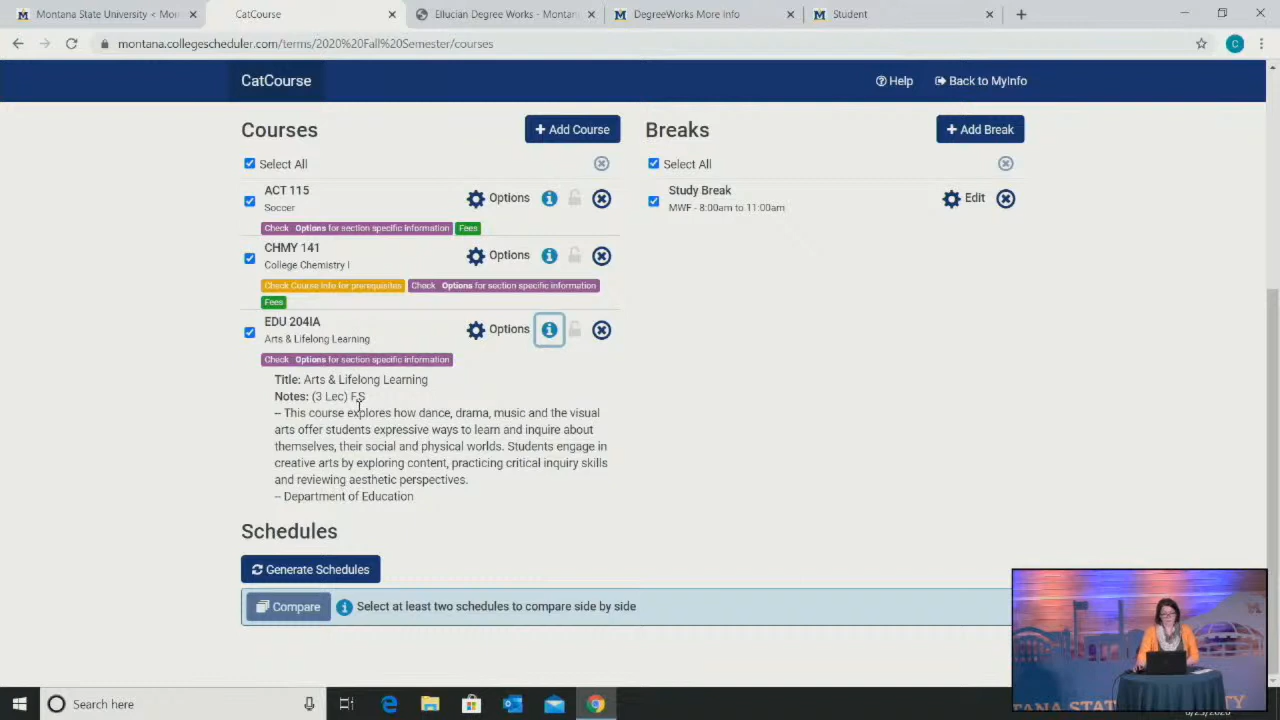 Montana State University < Mon
CatCourse
Ellucian Degree Works - Montan
DegreeWorks More Info
Student
montana.collegescheduler.com/terms/2020%20Fall%20Semester/courses
C
CatCourse
Help
Back to MyInfo
Courses
+ Add Course
Select All
ACT 115
Options
Soccer
Check Options for section specific information
Fees
CHMY 141
Options
College Chemistry I
Check Course Info for prerequisites
Check Options for section specific information
Fees
EDU 204IA
Options
Arts & Lifelong Learning
Check Options for section specific information
Title: Arts & Lifelong Learning
Notes: (3 Lec) F,S
-- This course explores how dance, drama, music and the visual
arts offer students expressive ways to learn and inquire about
themselves, their social and physical worlds. Students engage in
creative arts by exploring content, practicing critical inquiry skills
and reviewing aesthetic perspectives.
-- Department of Education
Breaks
+ Add Break
Select All
Study Break
Edit
MWF - 8:00am to 11:00am
Schedules
Generate Schedules
Compare
Select at least two schedules to compare side by side
Search here
TANA STAT
SITY